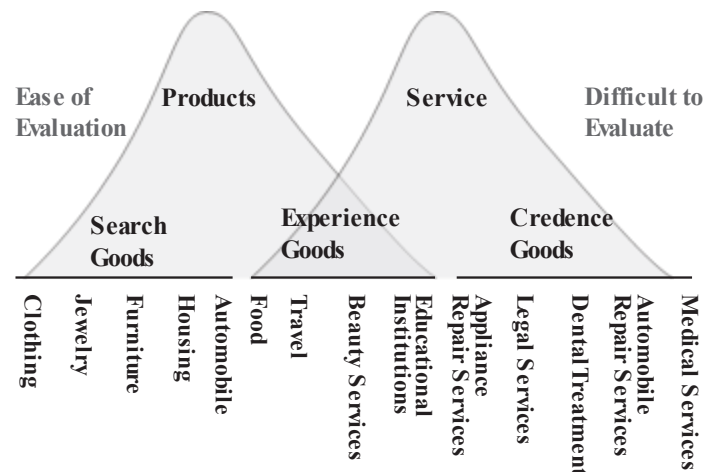 Ease of
Evaluation
Products
Service
Difficult to
Evaluate
Search
Goods
Experience
Goods
Credence
Goods
Clothing
Jewelry
Furniture
Housing
Automobile
Food
Travel
Beauty Services
Educational
Institutions
Appliance
Repair Services
Legal Services
Dental Treatment
Automobile
Repair Services
Medical Services